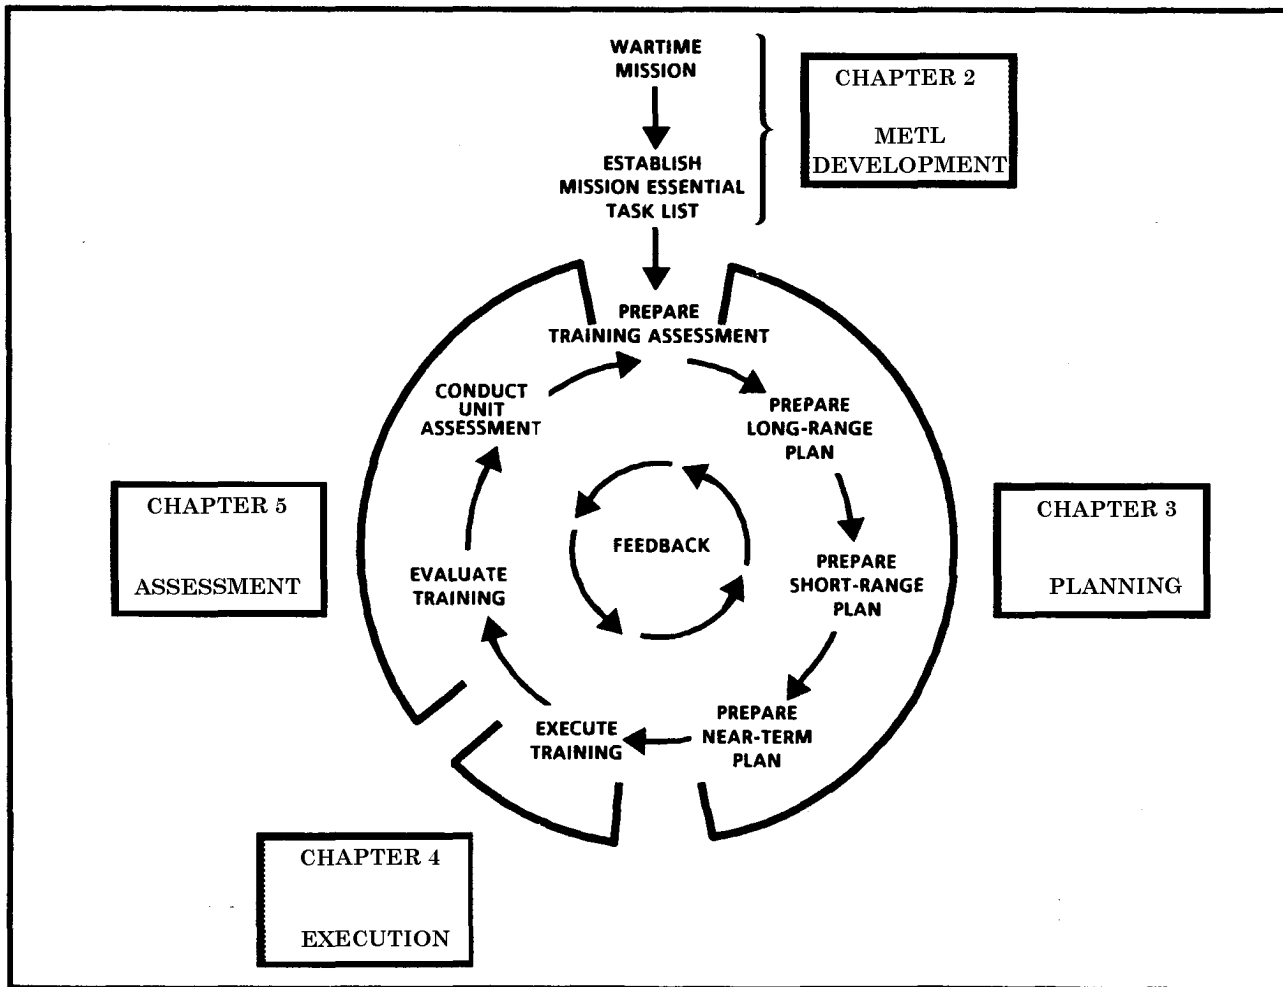 WARTIME
MISSION
CHAPTER 2
METL
DEVELOPMENT
ESTABLISH
MISSION ESSENTIAL
TASK LIST
PREPARE
TRAINING ASSESSMENT
CONDUCT
UNIT
ASSESSMENT
PREPARE
LONG-RANGE
PLAN
CHAPTER 5
ASSESSMENT
EVALUATE
TRAINING
FEEDBACK
PREPARE
SHORT-RANGE
PLAN
CHAPTER 3
PLANNING
EXECUTE
TRAINING
PREPARE
NEAR-TERM
PLAN
CHAPTER 4
EXECUTION